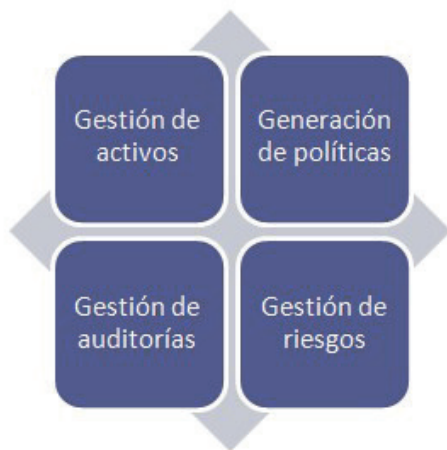 Gestión de
activos
Generación
de políticas
Gestión de
auditorías
Gestión de
riesgos